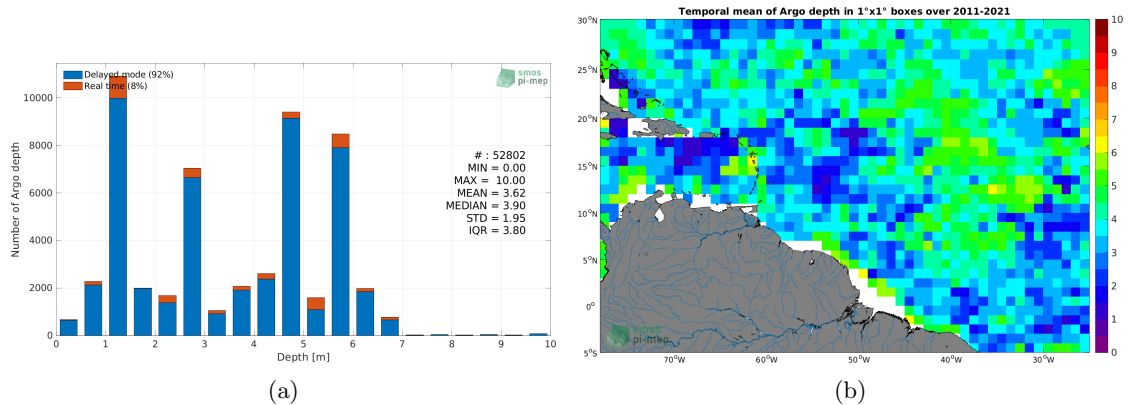 Delayed mode (92%)
Real time (8%)
smos
pi-mep
Number of Argo depth
10000
8000
6000
4000
2000
0
# : 52802
MIN = 0.00
MAX = 10.00
MEAN = 3.62
MEDIAN = 3.90
STD = 1.95
IQR = 3.80
0 1 2 3 4 5 6 7 8 9 10
Depth [m]
(a)
Temporal mean of Argo depth in 1°x1° boxes over 2011-2021
30°N
25°N
20°N
15°N
10°N
5°N
0°
5°S
70°W 60°W 50°W 40°W 30°W
smos
pi-mep
10
9
8
7
6
5
4
3
2
1
0
(b)